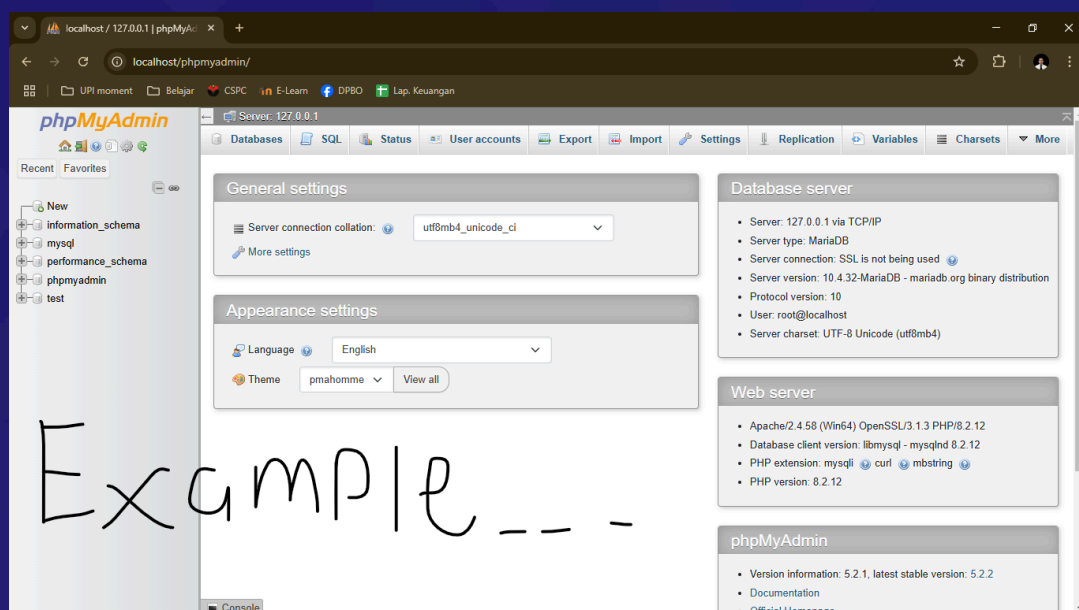 localhost / 127.0.0.1 | phpMyAd
localhost/phpmyadmin/
UPI moment Belajar CSPC E-Learn DPBO Lap. Keuangan
phpMyAdmin
Recent Favorites
New
information_schema
mysql
performance_schema
phpmyadmin
test
Server: 127.0.0.1
Databases SQL Status User accounts Export Import Settings Replication Variables Charsets More
General settings
Server connection collation: utf8mb4_unicode_ci
More settings
Appearance settings
Language English
Theme pmahomme View all
Database server
Server: 127.0.0.1 via TCP/IP
Server type: MariaDB
Server connection: SSL is not being used
Server version: 10.4.32-MariaDB - mariadb.org binary distribution
Protocol version: 10
User: root@localhost
Server charset: UTF-8 Unicode (utf8mb4)
Web server
Apache/2.4.58 (Win64) OpenSSL/3.1.3 PHP/8.2.12
Database client version: libmysql - mysqlnd 8.2.12
PHP extension: mysqli curl mbstring
PHP version: 8.2.12
phpMyAdmin
Version information: 5.2.1, latest stable version: 5.2.2
Documentation
Official Homepage
Console
Example_ _ _ _